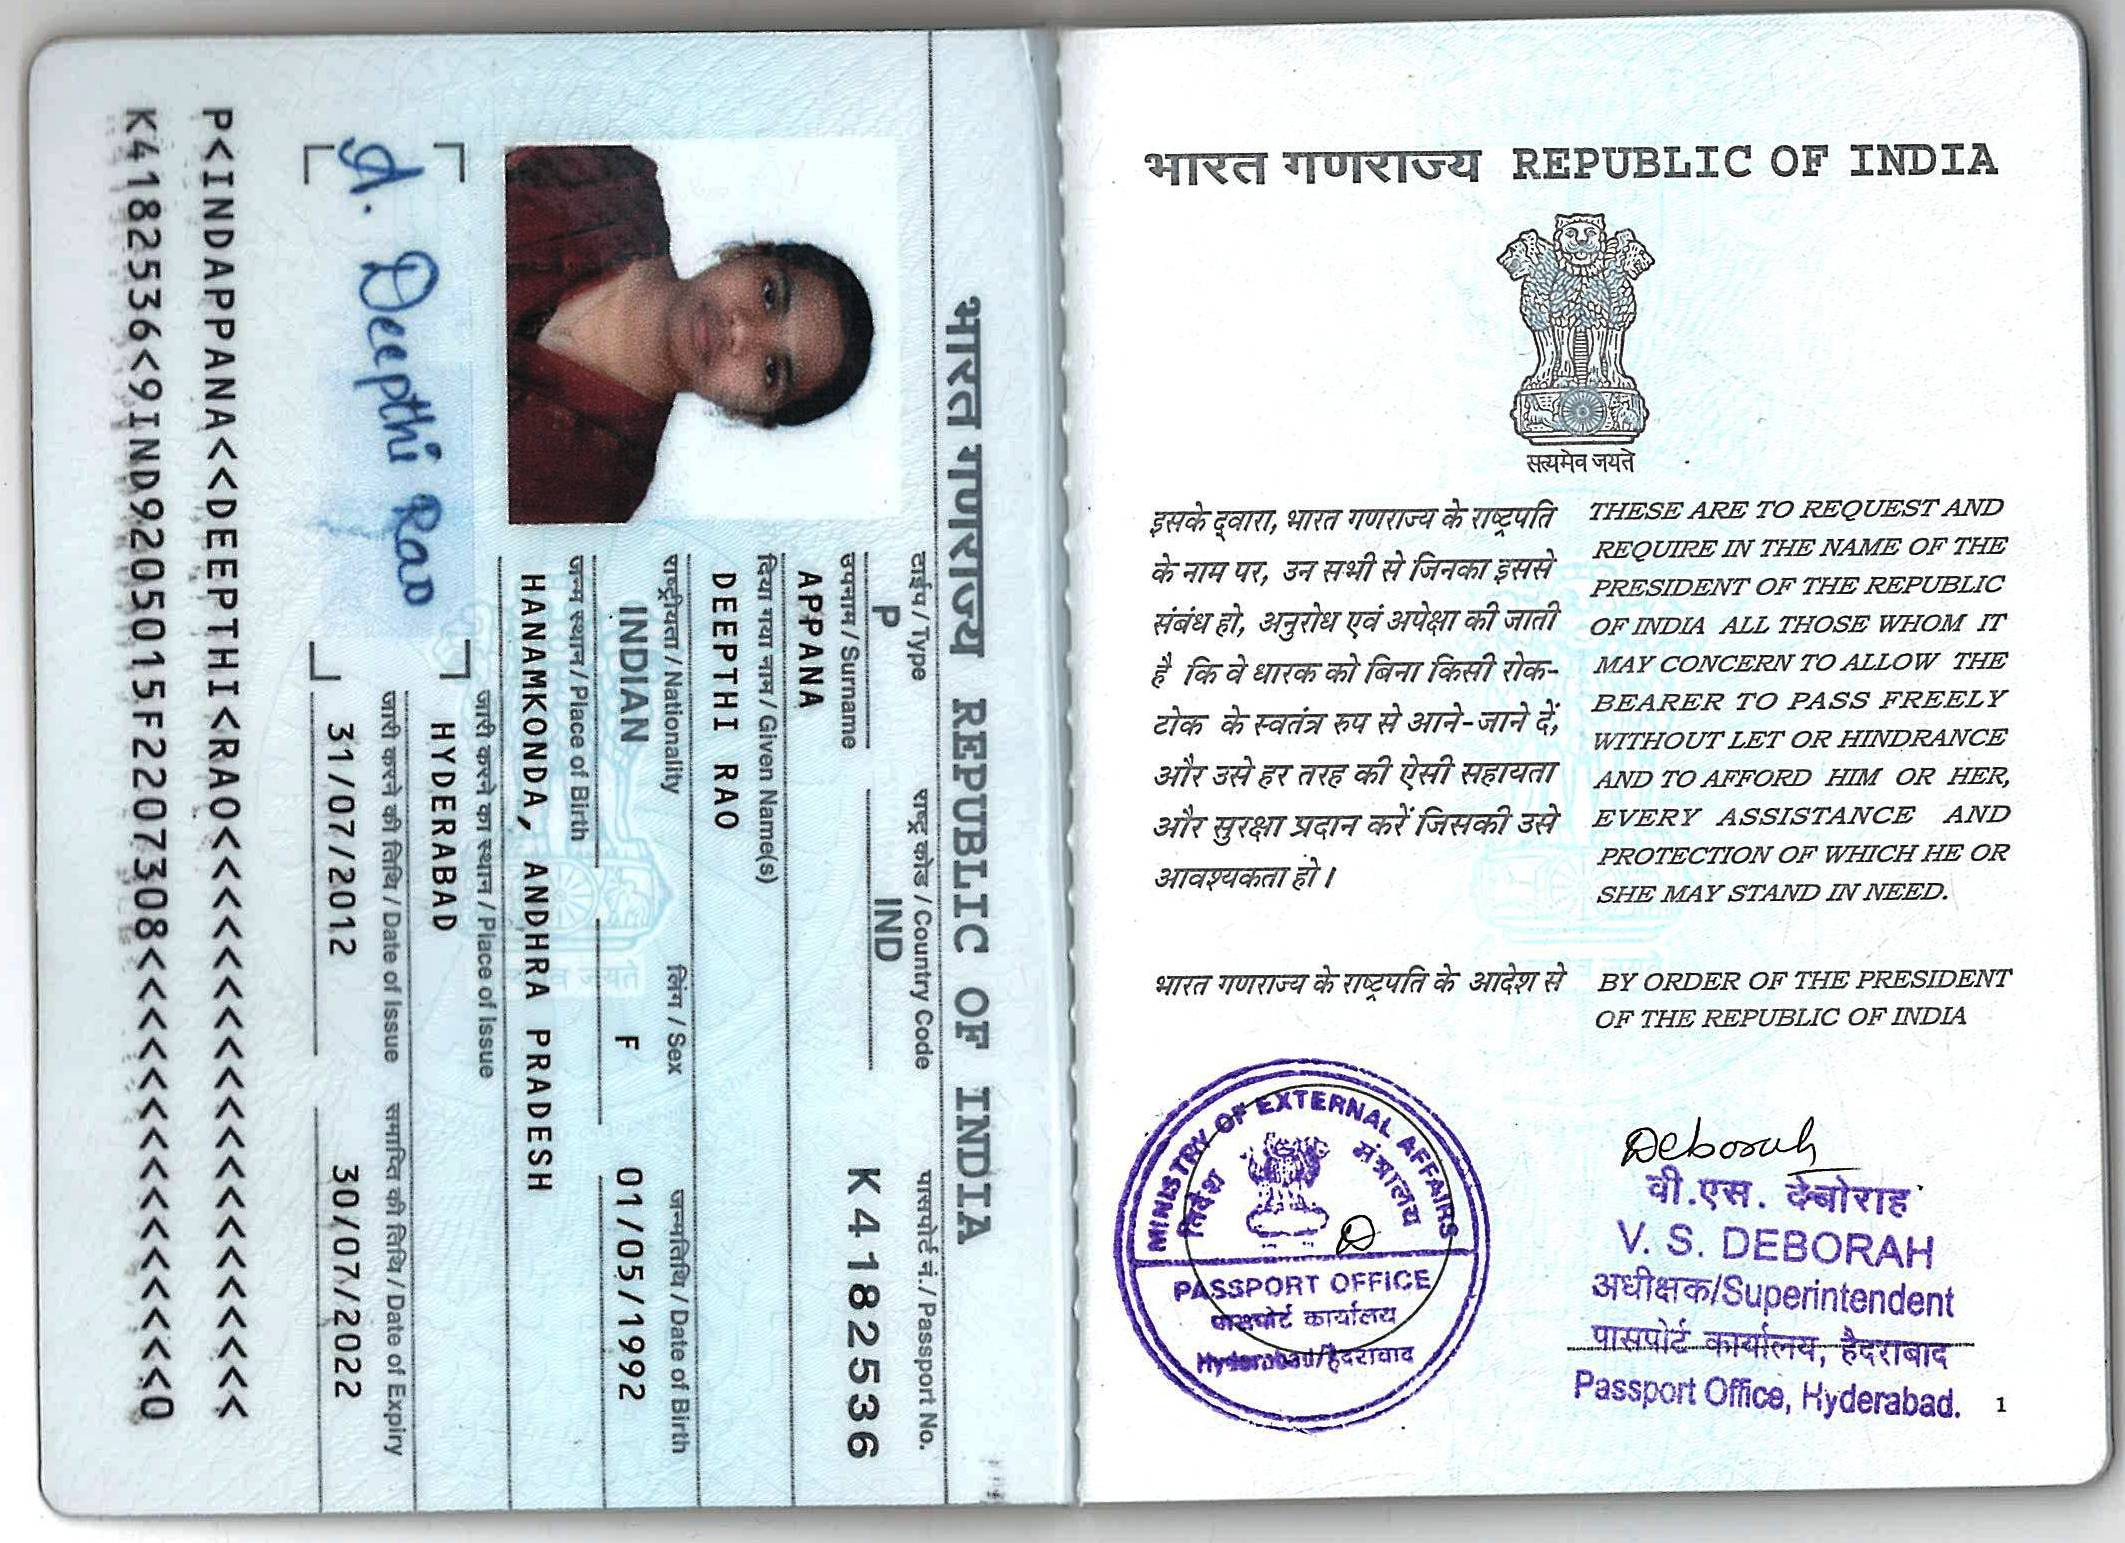 भारत गणराज्य REPUBLIC OF INDIA
टाईप / Type
P
राष्ट्र कोड / Country Code
IND
पासपोर्ट नं. / Passport No.
K4182536
उपनाम / Surname
APPANA
दिया गया नाम / Given Name(s)
DEEPTHI RAO
राष्ट्रीयता / Nationality
INDIAN
लिंग / Sex
F
जन्मतिथि / Date of Birth
01/05/1992
जन्म स्थान / Place of Birth
HANAMKONDA, ANDHRA PRADESH
जारी करने का स्थान / Place of Issue
HYDERABAD
जारी करने की तिथि / Date of Issue
31/07/2012
समाप्ति की तिथि / Date of Expiry
30/07/2022
A. Deepthi Rao
P<INDAPPANA<<DEEPTHI<RAO<<<<<<<<<<<<<<<<<<<<
K4182536<9IND9205015F2207308<<<<<<<<<<<<<<<0
भारत गणराज्य REPUBLIC OF INDIA
सत्यमेव जयते
इसके द्वारा, भारत गणराज्य के राष्ट्रपति
के नाम पर, उन सभी से जिनका इससे
संबंध हो, अनुरोध एवं अपेक्षा की जाती
है कि वे धारक को बिना किसी रोक-
टोक के स्वतंत्र रुप से आने-जाने दें,
और उसे हर तरह की ऐसी सहायता
और सुरक्षा प्रदान करें जिसकी उसे
आवश्यकता हो।
THESE ARE TO REQUEST AND
REQUIRE IN THE NAME OF THE
PRESIDENT OF THE REPUBLIC
OF INDIA ALL THOSE WHOM IT
MAY CONCERN TO ALLOW THE
BEARER TO PASS FREELY
WITHOUT LET OR HINDRANCE
AND TO AFFORD HIM OR HER,
EVERY ASSISTANCE AND
PROTECTION OF WHICH HE OR
SHE MAY STAND IN NEED.
भारत गणराज्य के राष्ट्रपति के आदेश से
BY ORDER OF THE PRESIDENT
OF THE REPUBLIC OF INDIA
MINISTRY OF EXTERNAL AFFAIRS
विदेश मंत्रालय
D
PASSPORT OFFICE
पासपोर्ट कार्यालय
Hyderabad/हैदराबाद
Deborah
वी.एस. देबोराह
V. S. DEBORAH
अधीक्षक/Superintendent
पासपोर्ट कार्यालय, हैदराबाद
Passport Office, Hyderabad.
1